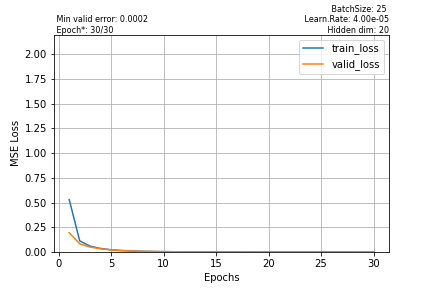 BatchSize: 25
Min valid error: 0.0002 Learn.Rate: 4.00e-05
Epoch*: 30/30 Hidden dim: 20
train_loss
valid_loss
2.00
1.75
1.50
1.25
1.00
0.75
0.50
0.25
0.00
MSE Loss
0 5 10 15 20 25 30
Epochs